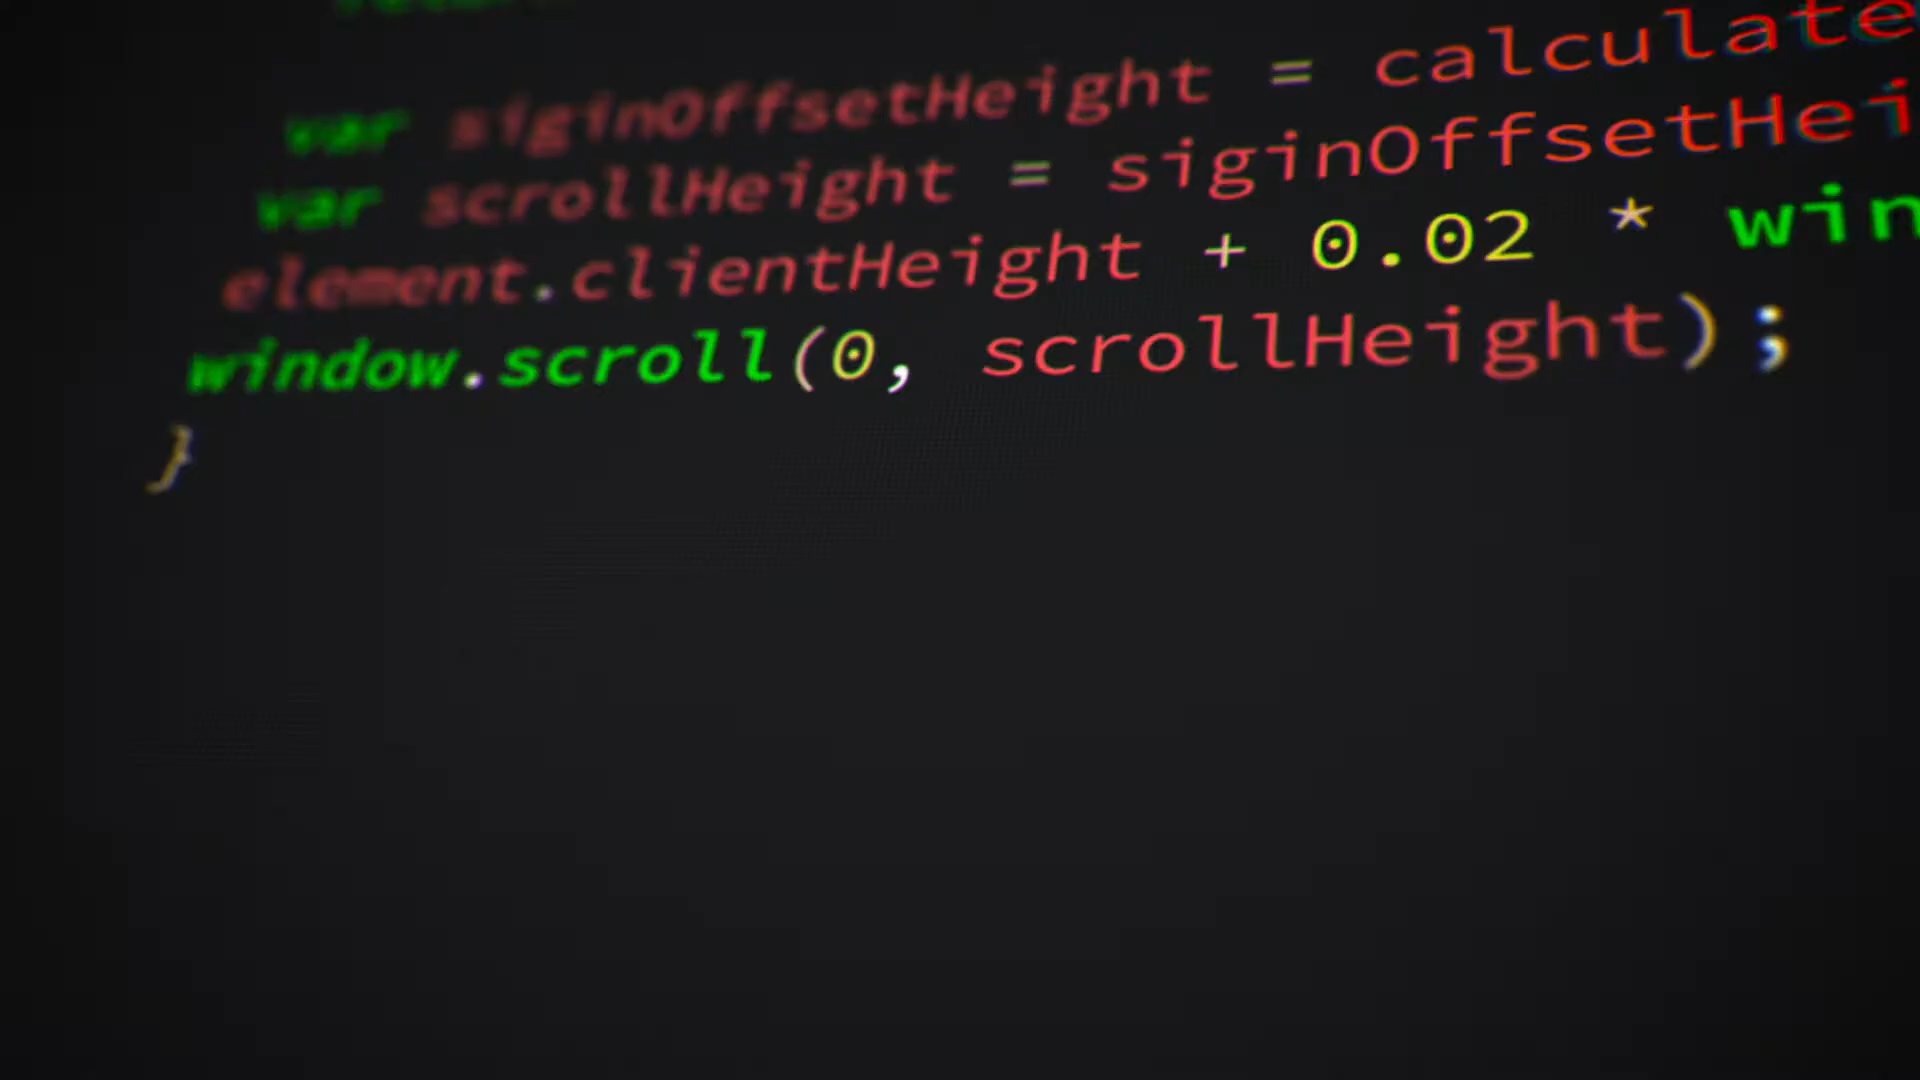 var siginOffsetHeight = calculate
var scrollHeight = siginOffsetHei
element.clientHeight + 0.02 * win
window.scroll(0, scrollHeight);
}